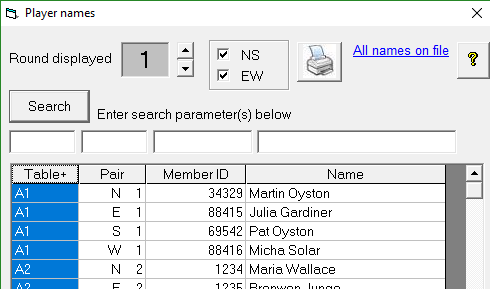 Player names
Round displayed 1 NS EW All names on file ?
Search Enter search parameter(s) below
Table+ Pair Member ID Name
A1 N 1 34329 Martin Oyston
A1 E 1 88415 Julia Gardiner
A1 S 1 69542 Pat Oyston
A1 W 1 88416 Micha Solar
A2 N 2 1234 Maria Wallace
A2 E 2 1235 Bronwen Jungo